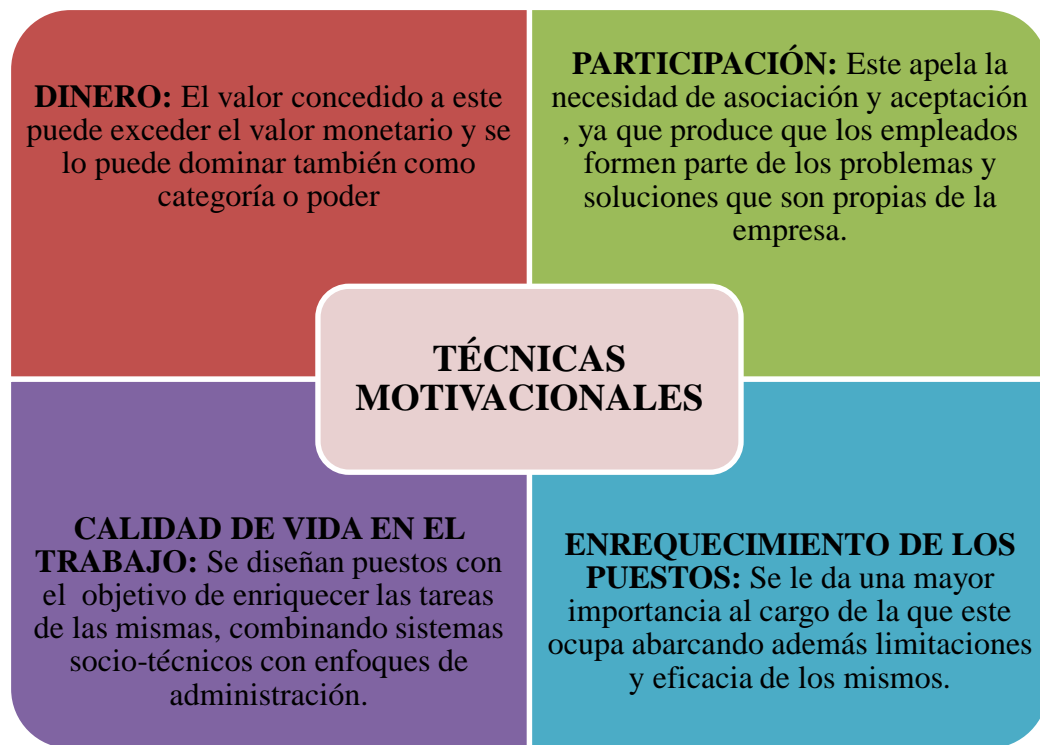 DINERO: El valor concedido a este
puede exceder el valor monetario y se
lo puede dominar también como
categoría o poder
PARTICIPACIÓN: Este apela la
necesidad de asociación y aceptación
, ya que produce que los empleados
formen parte de los problemas y
soluciones que son propias de la
empresa.
TÉCNICAS
MOTIVACIONALES
CALIDAD DE VIDA EN EL
TRABAJO: Se diseñan puestos con
el objetivo de enriquecer las tareas
de las mismas, combinando sistemas
socio-técnicos con enfoques de
administración.
ENREQUECIMIENTO DE LOS
PUESTOS: Se le da una mayor
importancia al cargo de la que este
ocupa abarcando además limitaciones
y eficacia de los mismos.